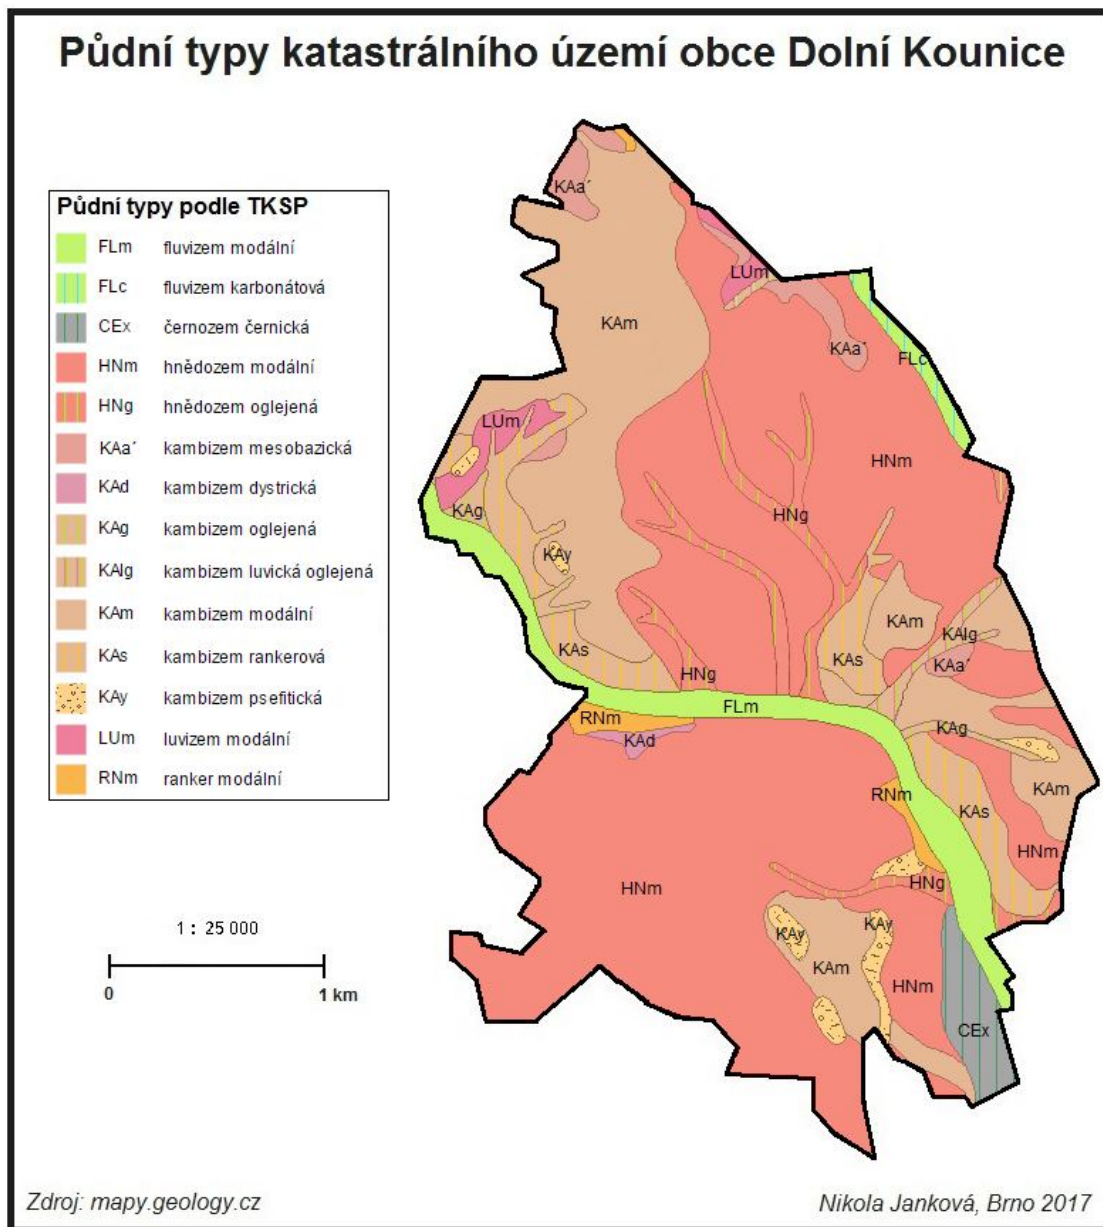 Půdní typy katastrálního území obce Dolní Kounice
Půdní typy podle TKSP
FLm fluvizem modální
FLc fluvizem karbonátová
CEx černozem černická
HNm hnědozem modální
HNg hnědozem oglejená
KAa´ kambizem mesobazická
KAd kambizem dystrická
KAg kambizem oglejená
KAlg kambizem luvická oglejená
KAm kambizem modální
KAs kambizem rankerová
KAy kambizem psefitická
LUm luvizem modální
RNm ranker modální
KAa´
LUm
KAm
KAa´
FLc
LUm
HNm
KAg
HNg
KAy
KAm
KAlg
KAs
KAs
KAa´
HNg
FLm
RNm
KAg
KAd
KAm
RNm
KAs
HNm
HNm
HNg
KAy
KAy
KAm
HNm
CEx
1 : 25 000
0 1 km
Zdroj: mapy.geology.cz
Nikola Janková, Brno 2017